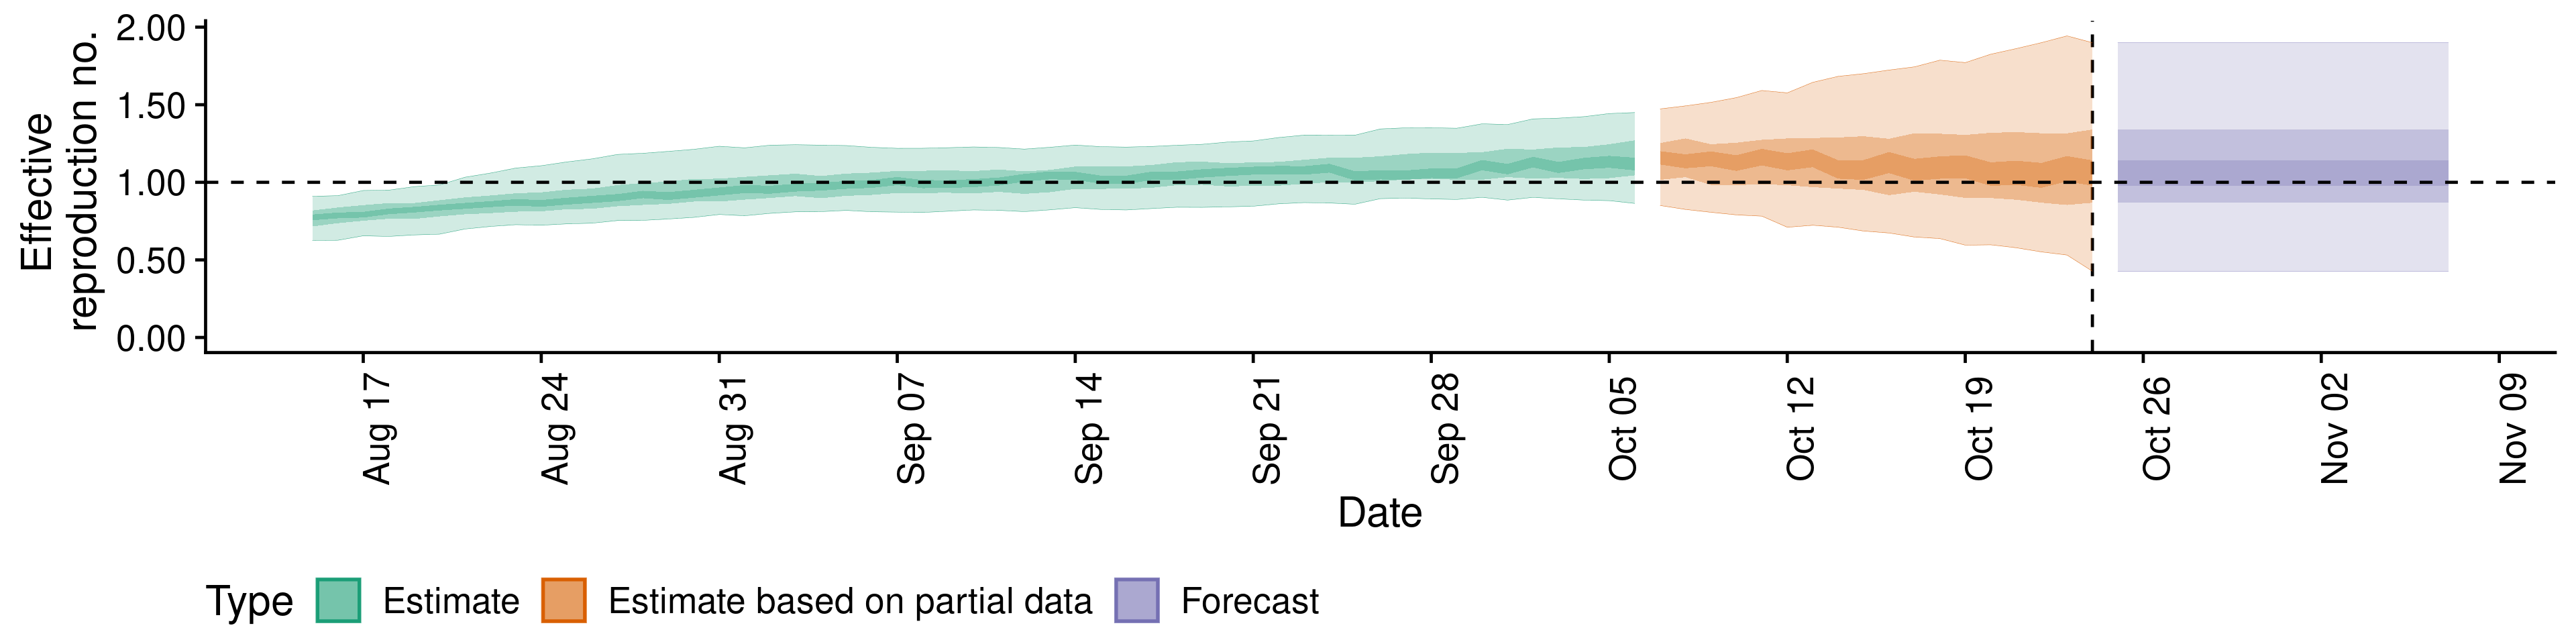 Effective
reproduction no.
2.00
1.50
1.00
0.50
0.00
Aug 17
Aug 24
Aug 31
Sep 07
Sep 14
Sep 21
Sep 28
Oct 05
Oct 12
Oct 19
Oct 26
Nov 02
Nov 09
Date
Type Estimate Estimate based on partial data Forecast